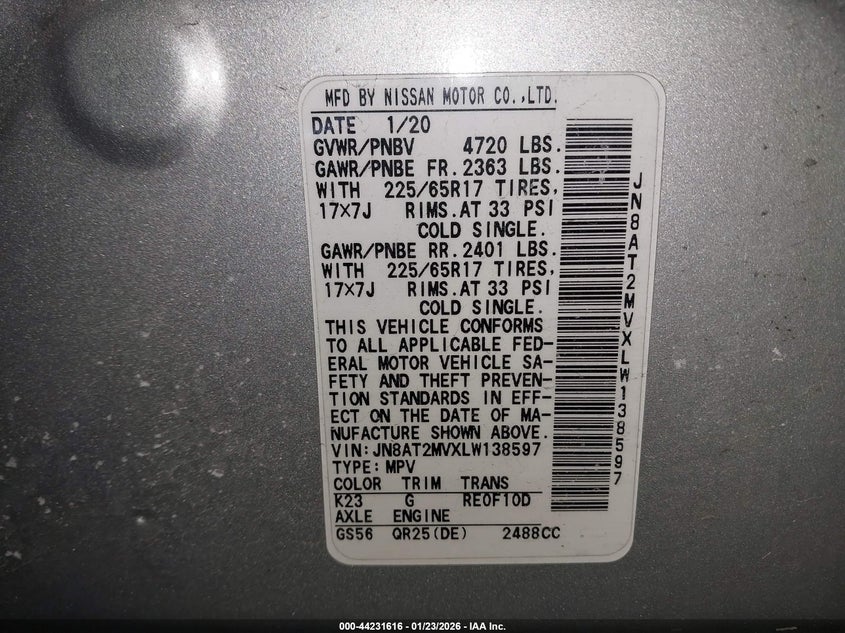 MFD BY NISSAN MOTOR CO.,LTD.
DATE 1/20
GVWR/PNBV 4720 LBS.
GAWR/PNBE FR. 2363 LBS.
WITH 225/65R17 TIRES,
17×7J RIMS. AT 33 PSI
COLD SINGLE.
GAWR/PNBE RR. 2401 LBS.
WITH 225/65R17 TIRES,
17×7J RIMS. AT 33 PSI
COLD SINGLE.
THIS VEHICLE CONFORMS
TO ALL APPLICABLE FED-
ERAL MOTOR VEHICLE SA-
FETY AND THEFT PREVEN-
TION STANDARDS IN EFF-
ECT ON THE DATE OF MA-
NUFACTURE SHOWN ABOVE.
VIN:JN8AT2MVXLW138597
TYPE:MPV
COLOR TRIM TRANS
K23 G RE0F10D
AXLE ENGINE
GS56 QR25(DE) 2488CC
JN8AT2MVXLW138597
000-44231616 - 01/23/2026 - IAA Inc.